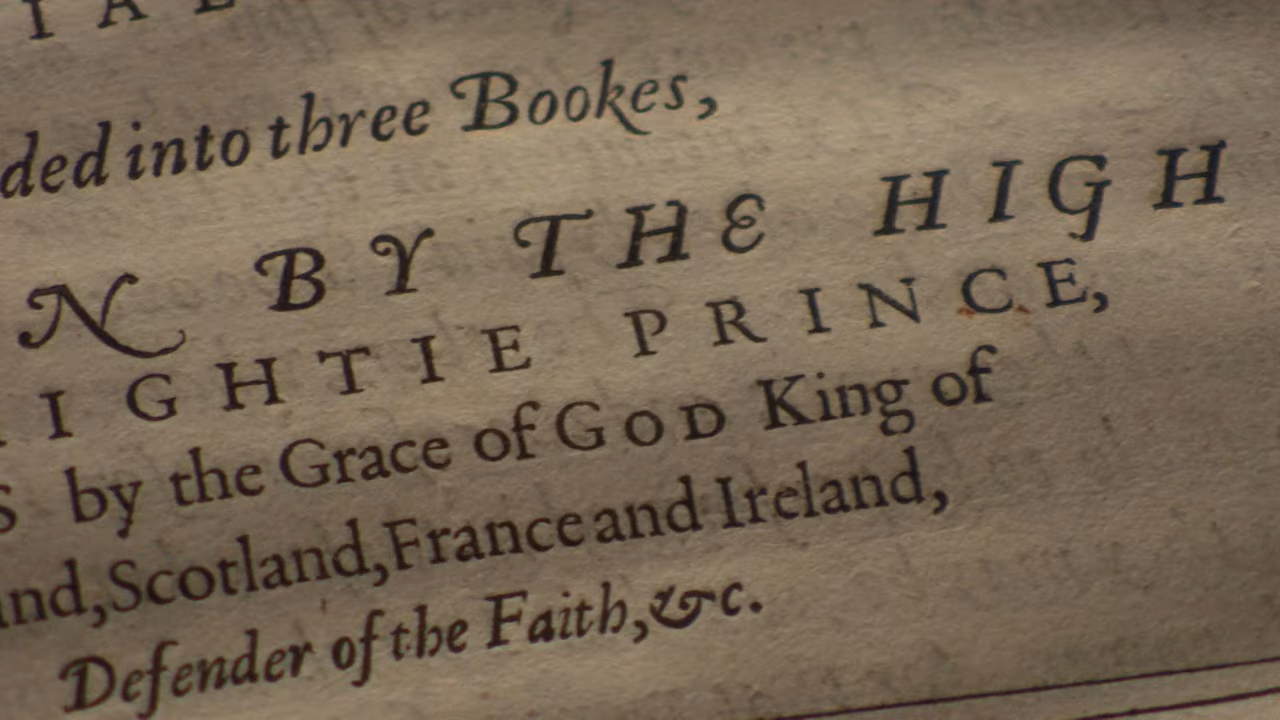 I A L
ded into three Bookes,
N BY THE HIGH
IGHTIE PRINCE,
S by the Grace of GOD King of
and, Scotland, France and Ireland,
Defender of the Faith, &c.